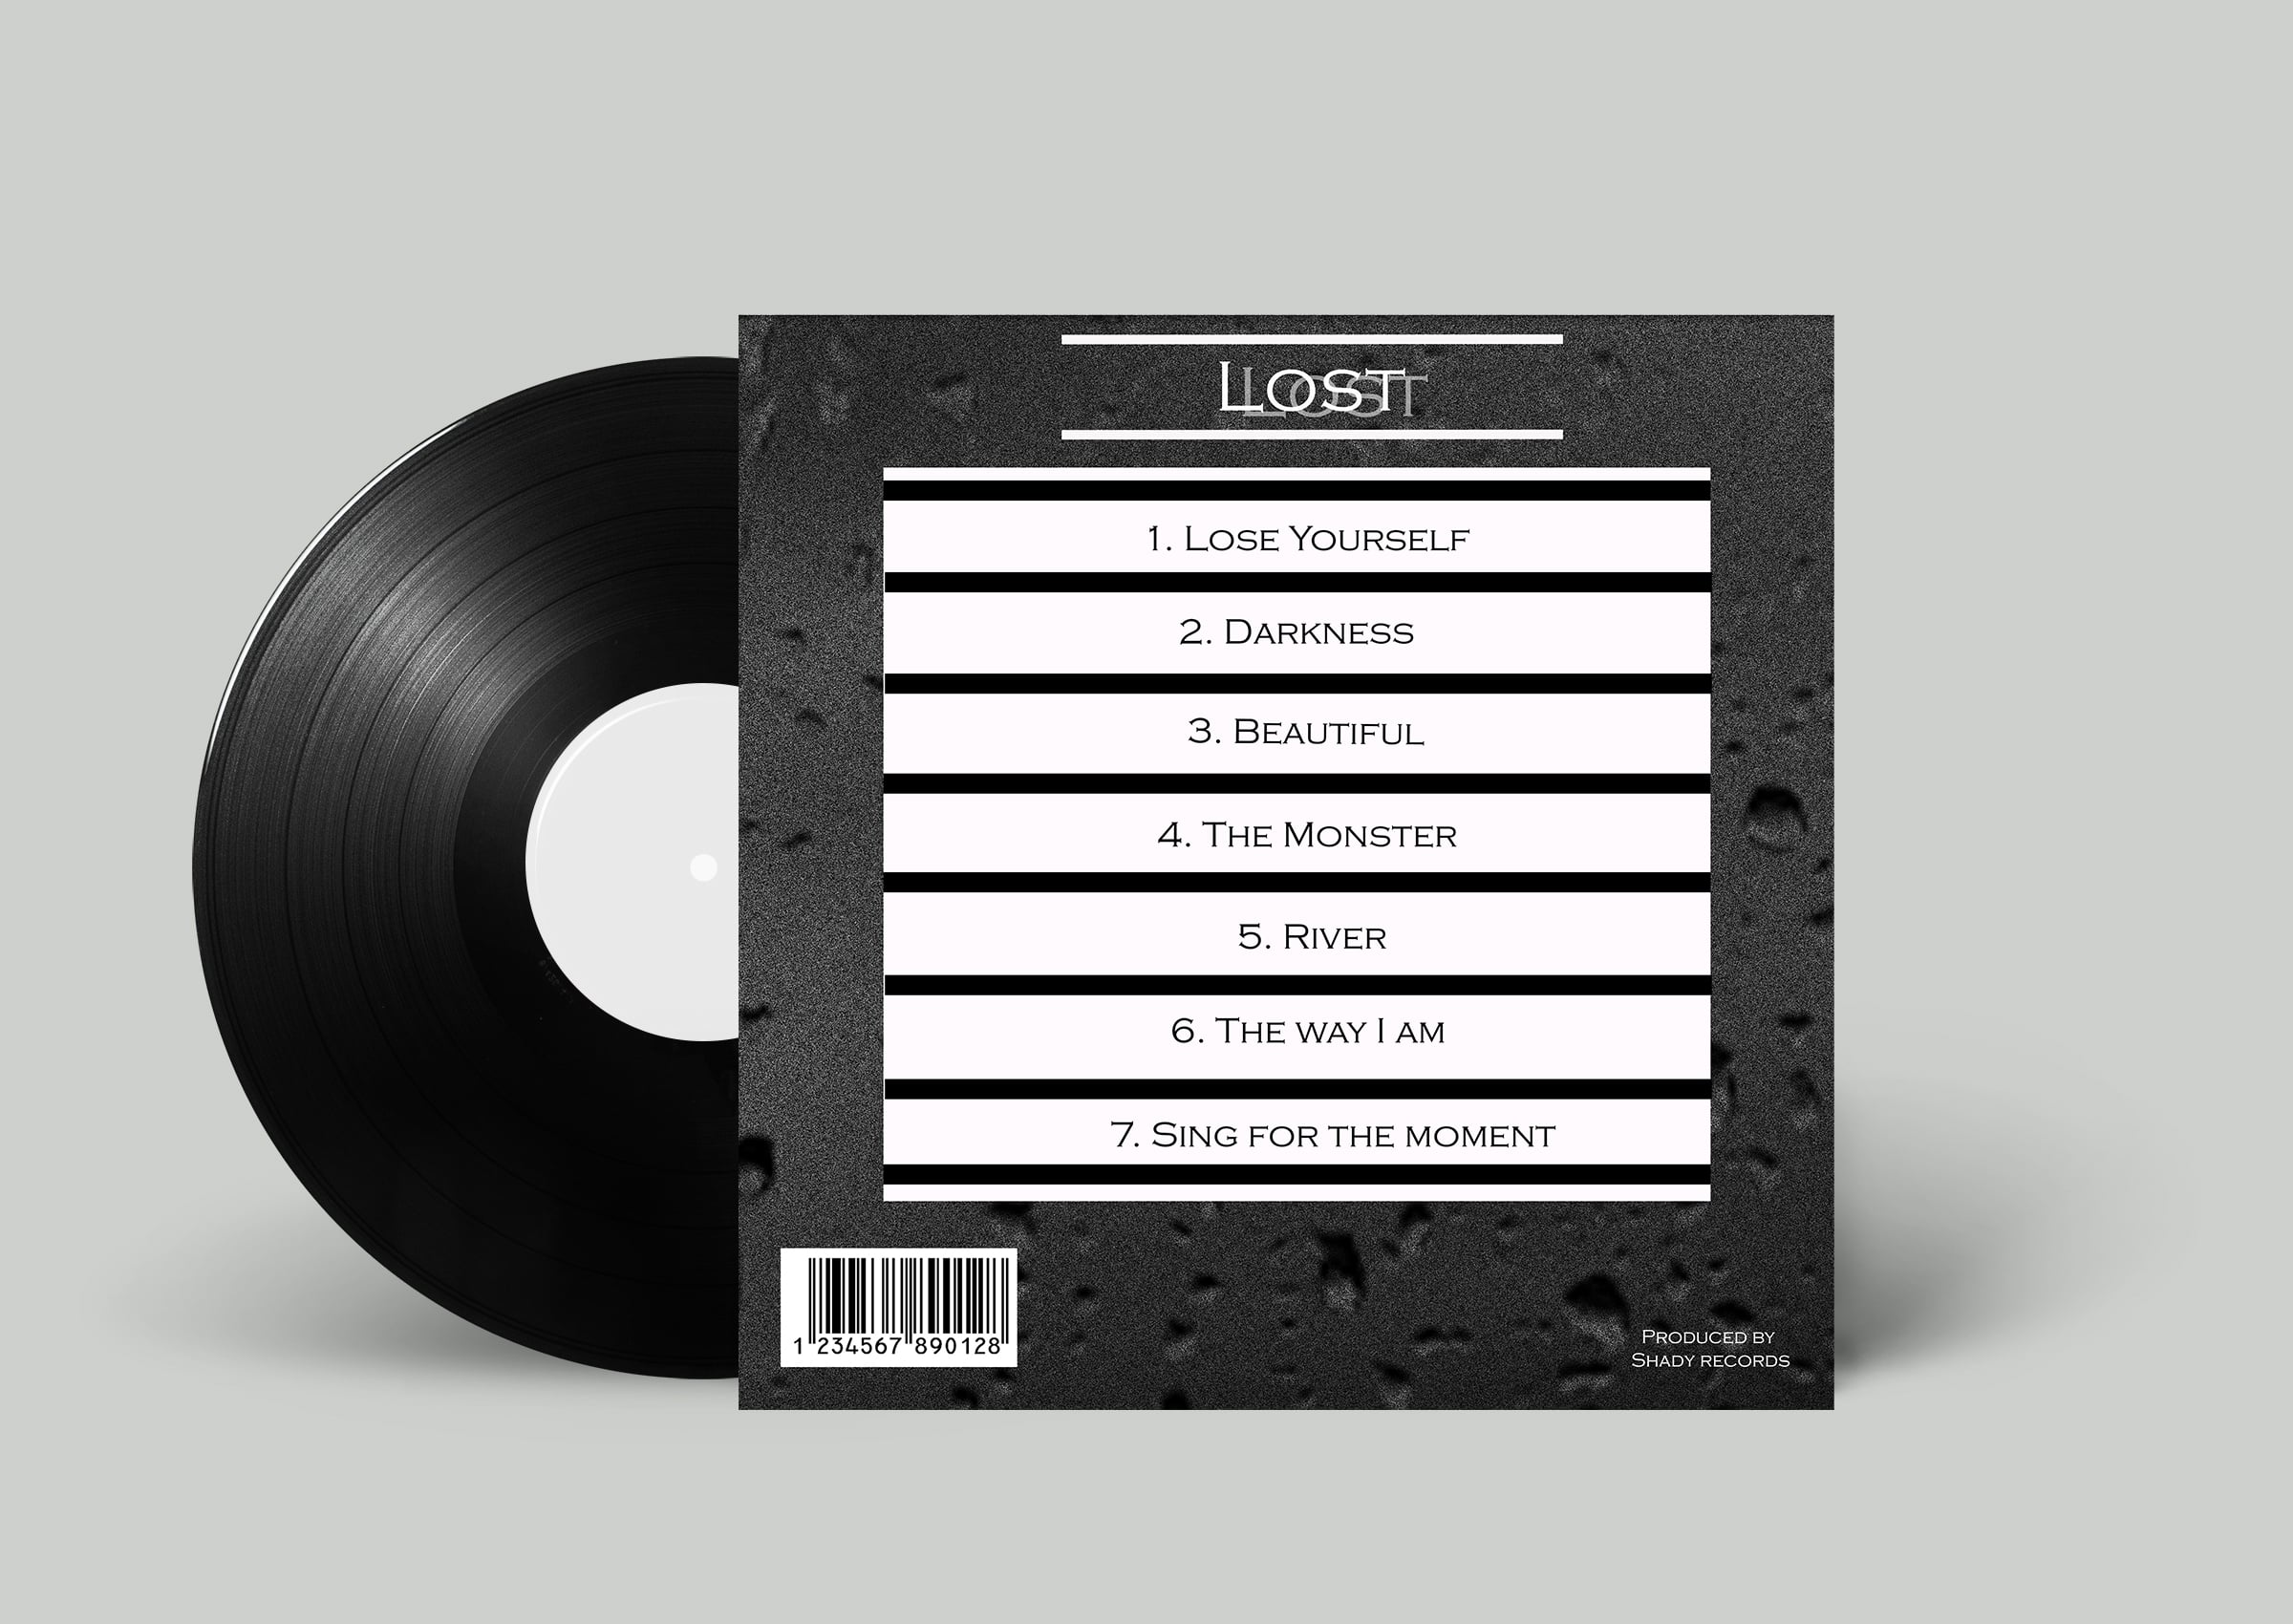 Lost
1. Lose Yourself
2. Darkness
3. Beautiful
4. The Monster
5. River
6. The way I am
7. Sing for the moment
1 234567 890128
Produced by
Shady records